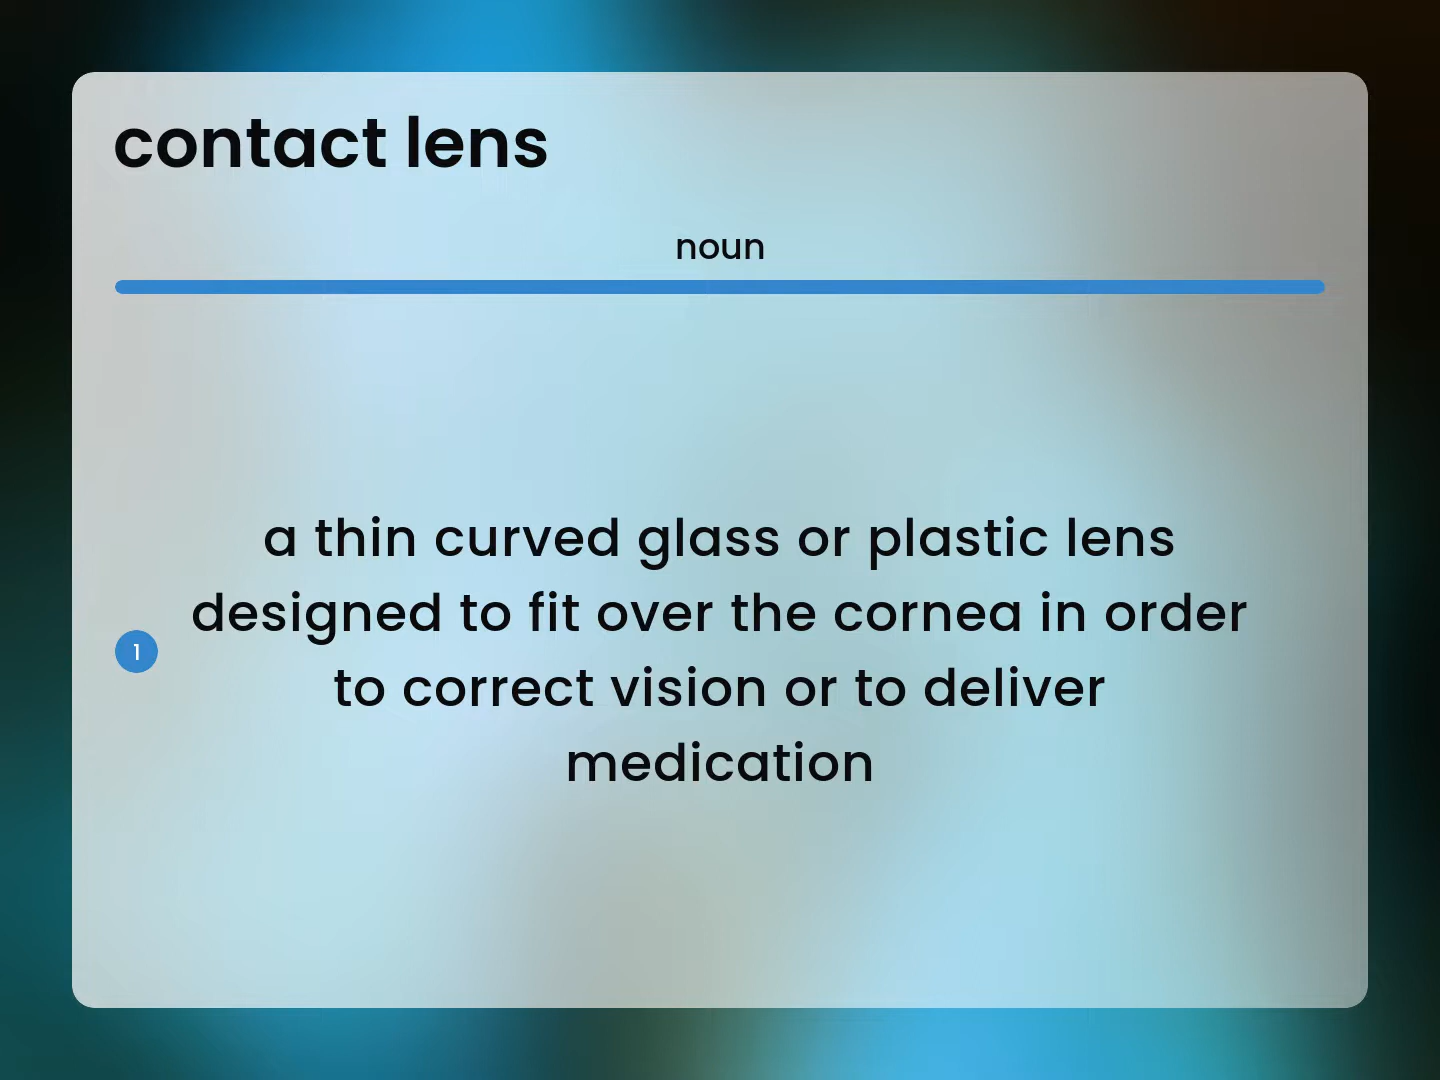 contact lens
noun
a thin curved glass or plastic lens
designed to fit over the cornea in order
1
to correct vision or to deliver
medication